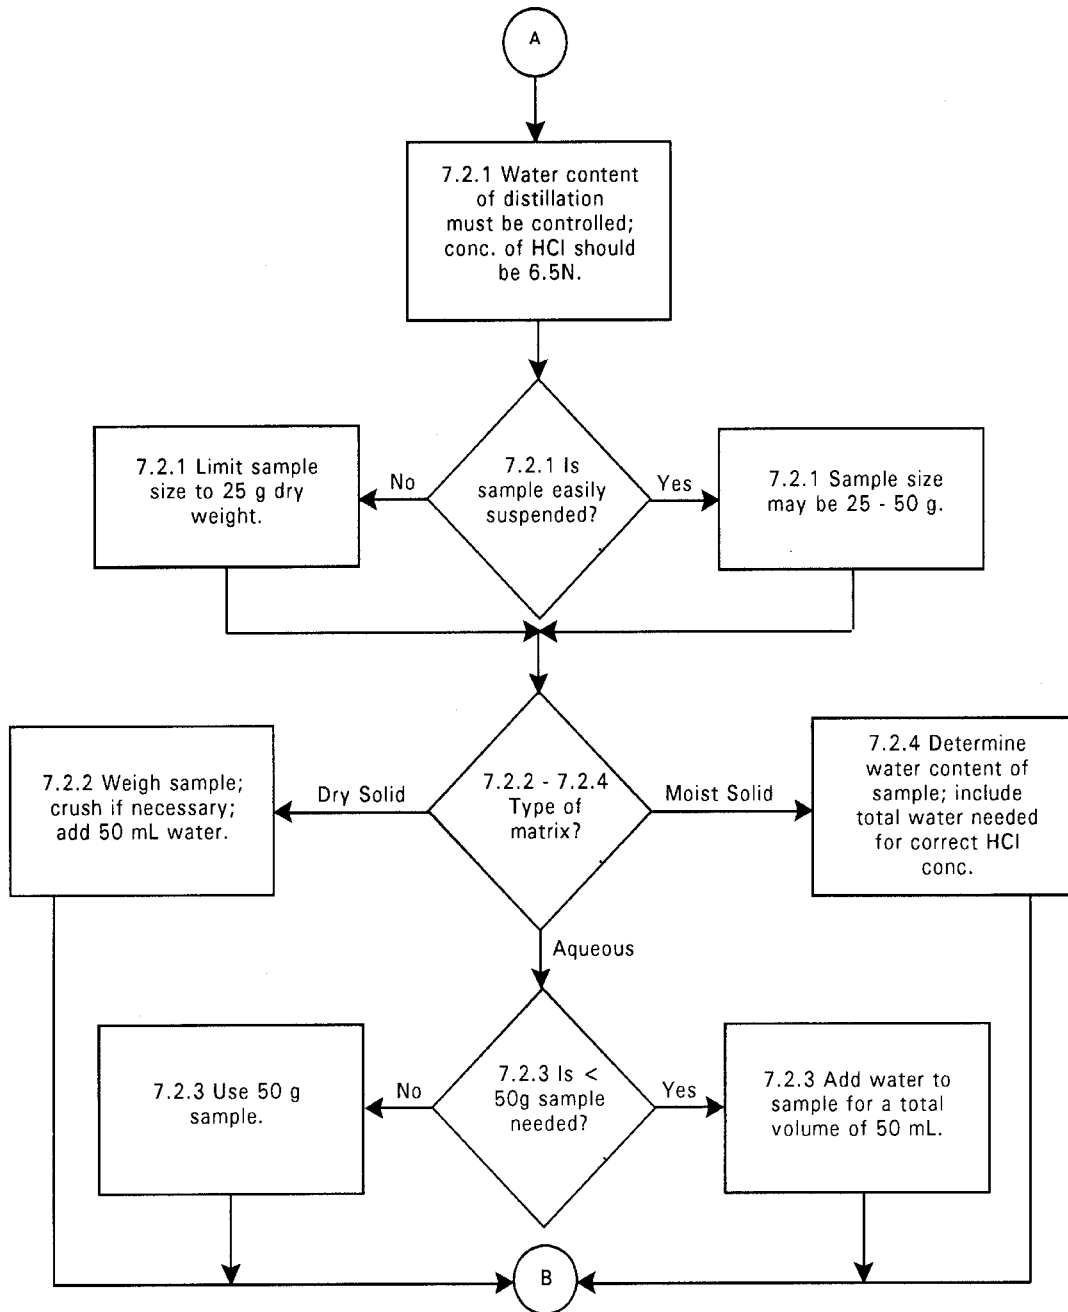 A
7.2.1 Water content
of distillation
must be controlled;
conc. of HCl should
be 6.5N.
7.2.1 Limit sample
size to 25 g dry
weight.
No
7.2.1 Is
sample easily
suspended?
Yes
7.2.1 Sample size
may be 25 - 50 g.
7.2.2 Weigh sample;
crush if necessary;
add 50 mL water.
Dry Solid
7.2.2 - 7.2.4
Type of
matrix?
Moist Solid
7.2.4 Determine
water content of
sample; include
total water needed
for correct HCl
conc.
Aqueous
7.2.3 Use 50 g
sample.
No
7.2.3 Is <
50g sample
needed?
Yes
7.2.3 Add water to
sample for a total
volume of 50 mL.
B